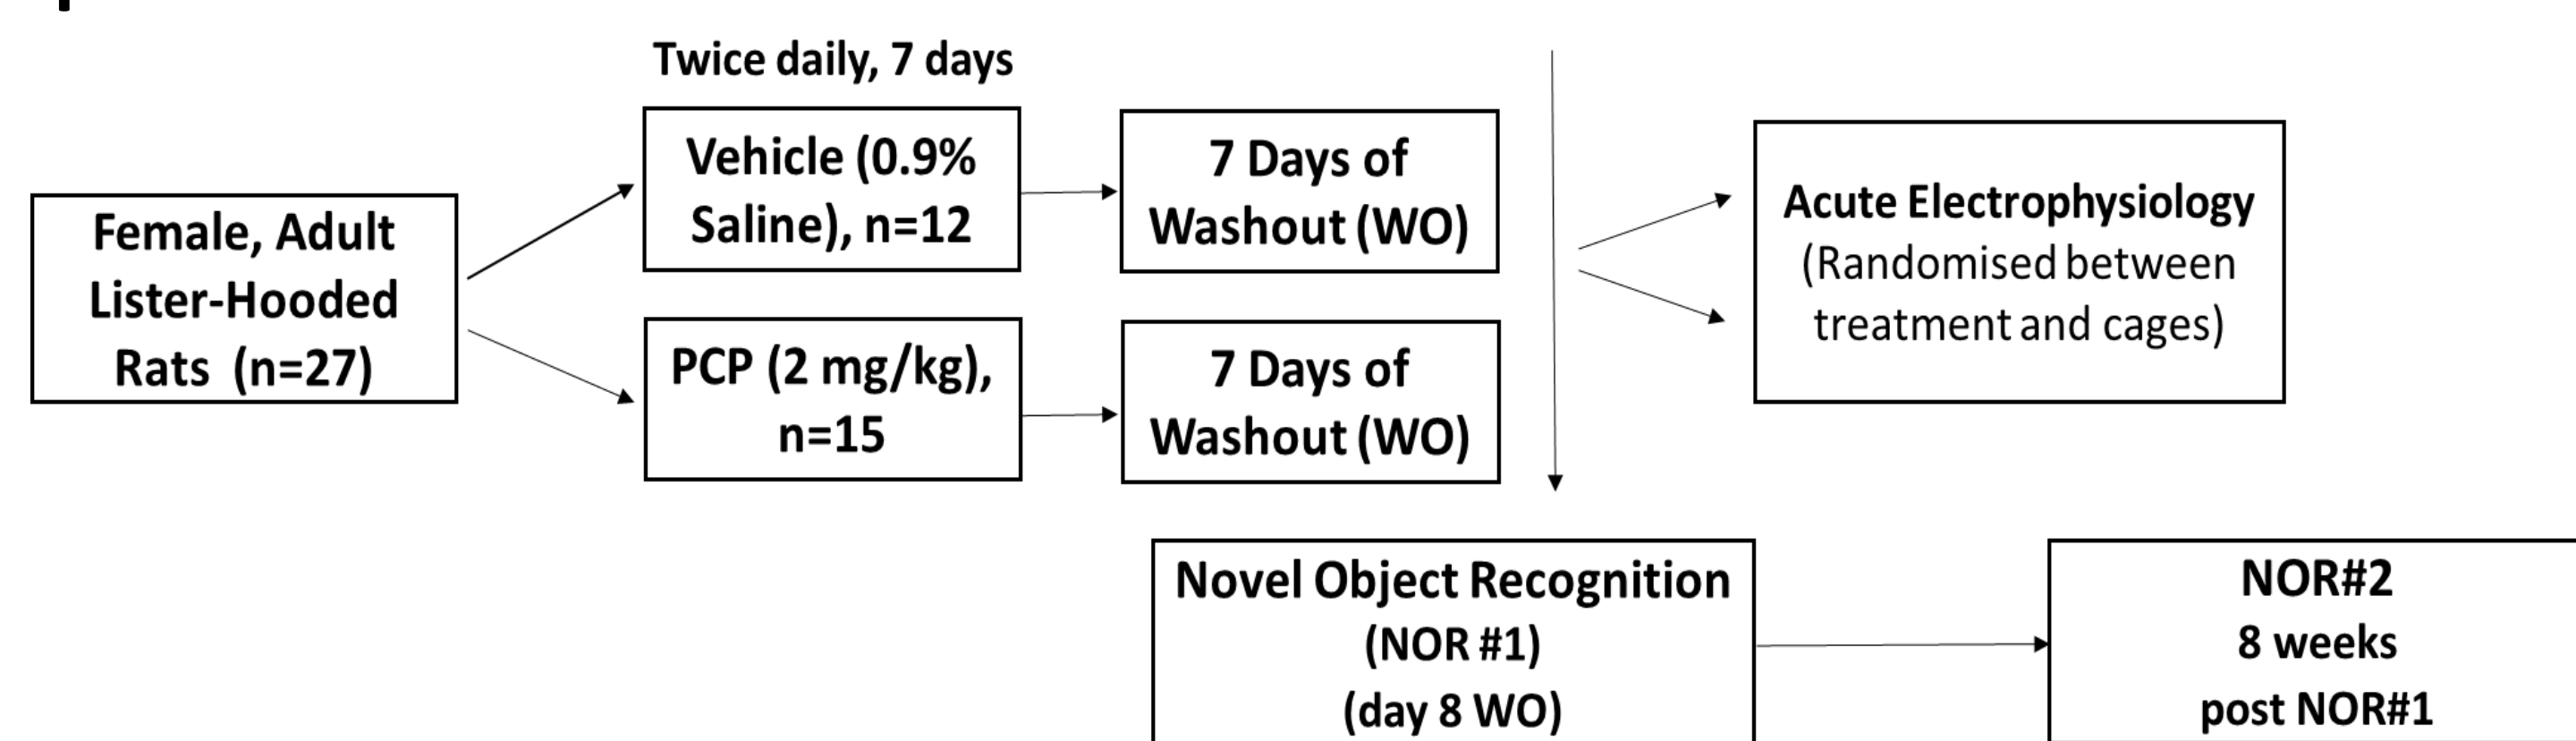 Twice daily, 7 days
Female, Adult
Lister-Hooded
Rats (n=27)
Vehicle (0.9%
Saline), n=12
7 Days of
Washout (WO)
PCP (2 mg/kg),
n=15
7 Days of
Washout (WO)
Acute Electrophysiology
(Randomised between
treatment and cages)
Novel Object Recognition
(NOR #1)
(day 8 WO)
NOR#2
8 weeks
post NOR#1